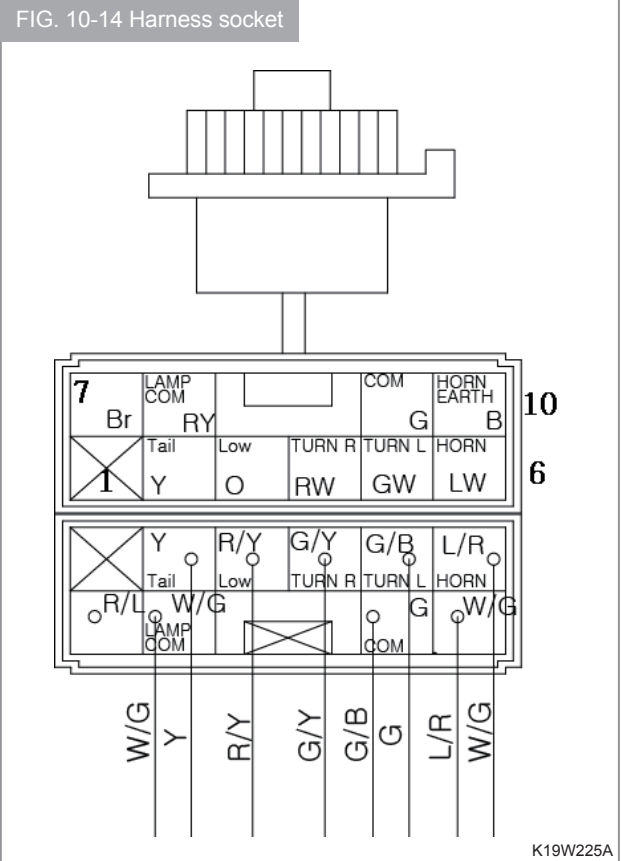 FIG. 10-14 Harness socket
7 LAMP COM COM HORN EARTH 10
Br RY G B
Tail Low TURN R TURN L HORN 6
1 Y O RW GW LW
Y R/Y G/Y G/B L/R
Tail Low TURN R TURN L HORN
R/L W/G G W/G
LAMP COM COM
W/G Y R/Y G/Y G/B G L/R W/G
K19W225A